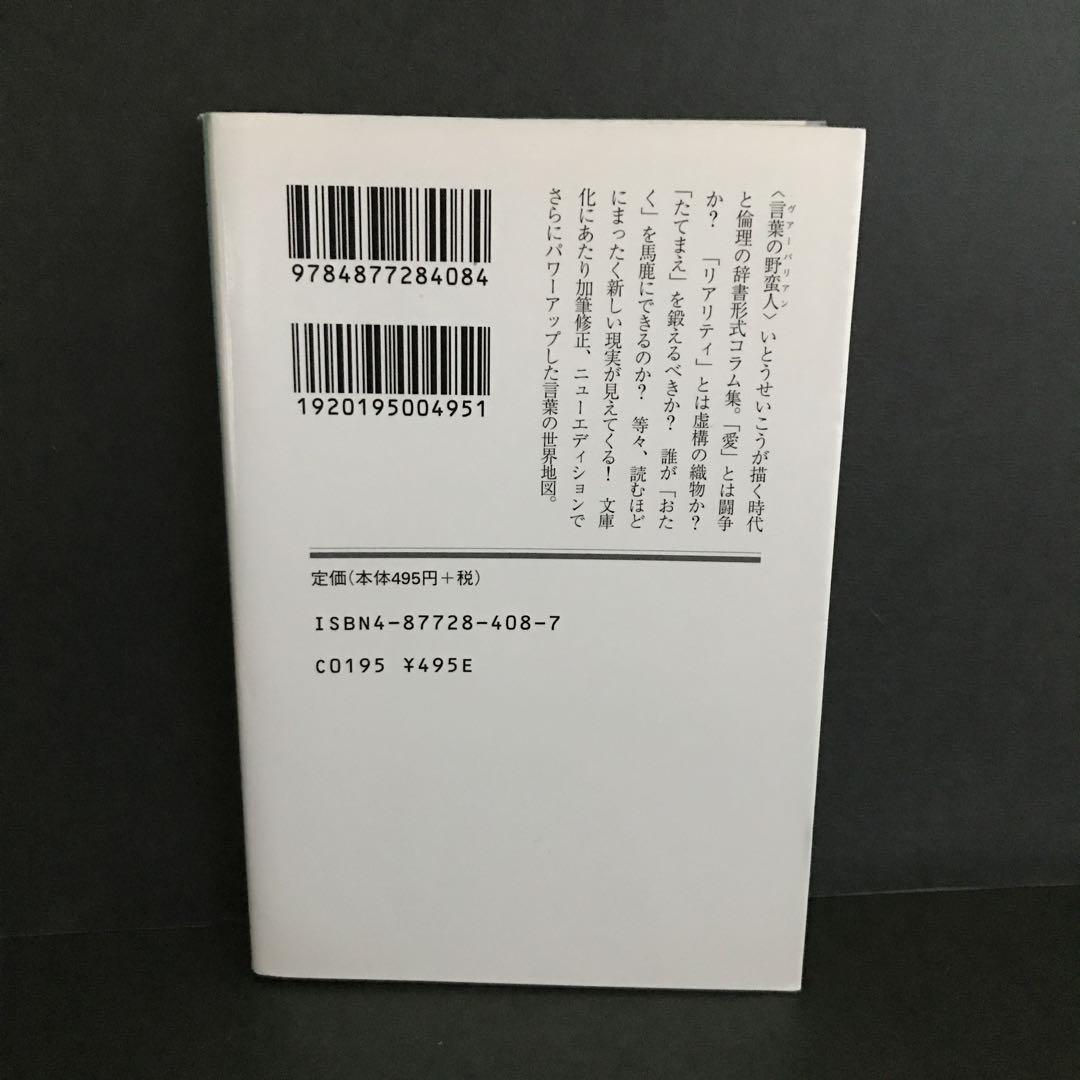 9784877284084
1920195004951
〈言葉の野蛮人〉いとうせいこうが描く時代
ヴァーバリアン
と倫理の辞書形式コラム集。「愛」とは闘争
か？　「リアリティ」とは虚構の織物か？
「たてまえ」を鍛えるべきか？　誰が「おた
く」を馬鹿にできるのか？　等々、読むほど
にまったく新しい現実が見えてくる！　文庫
化にあたり加筆修正、ニューエディションで
さらにパワーアップした言葉の世界地図。
定価（本体495円＋税）
ISBN4-87728-408-7
C0195 ¥495E